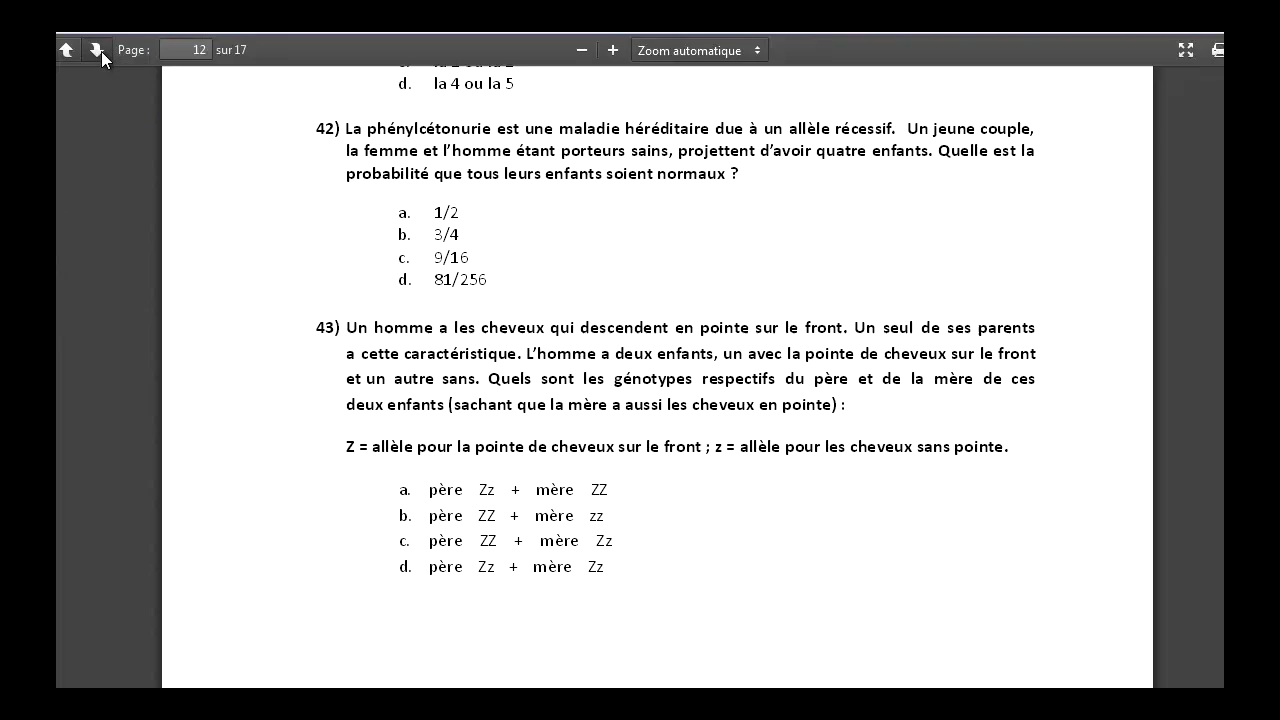 Page : 12 sur 17 Zoom automatique
d. la 4 ou la 5
42) La phénylcétonurie est une maladie héréditaire due à un allèle récessif. Un jeune couple,
la femme et l'homme étant porteurs sains, projettent d'avoir quatre enfants. Quelle est la
probabilité que tous leurs enfants soient normaux ?
a. 1/2
b. 3/4
c. 9/16
d. 81/256
43) Un homme a les cheveux qui descendent en pointe sur le front. Un seul de ses parents
a cette caractéristique. L'homme a deux enfants, un avec la pointe de cheveux sur le front
et un autre sans. Quels sont les génotypes respectifs du père et de la mère de ces
deux enfants (sachant que la mère a aussi les cheveux en pointe) :
Z = allèle pour la pointe de cheveux sur le front ; z = allèle pour les cheveux sans pointe.
a. père Zz + mère ZZ
b. père ZZ + mère zz
c. père ZZ + mère Zz
d. père Zz + mère Zz